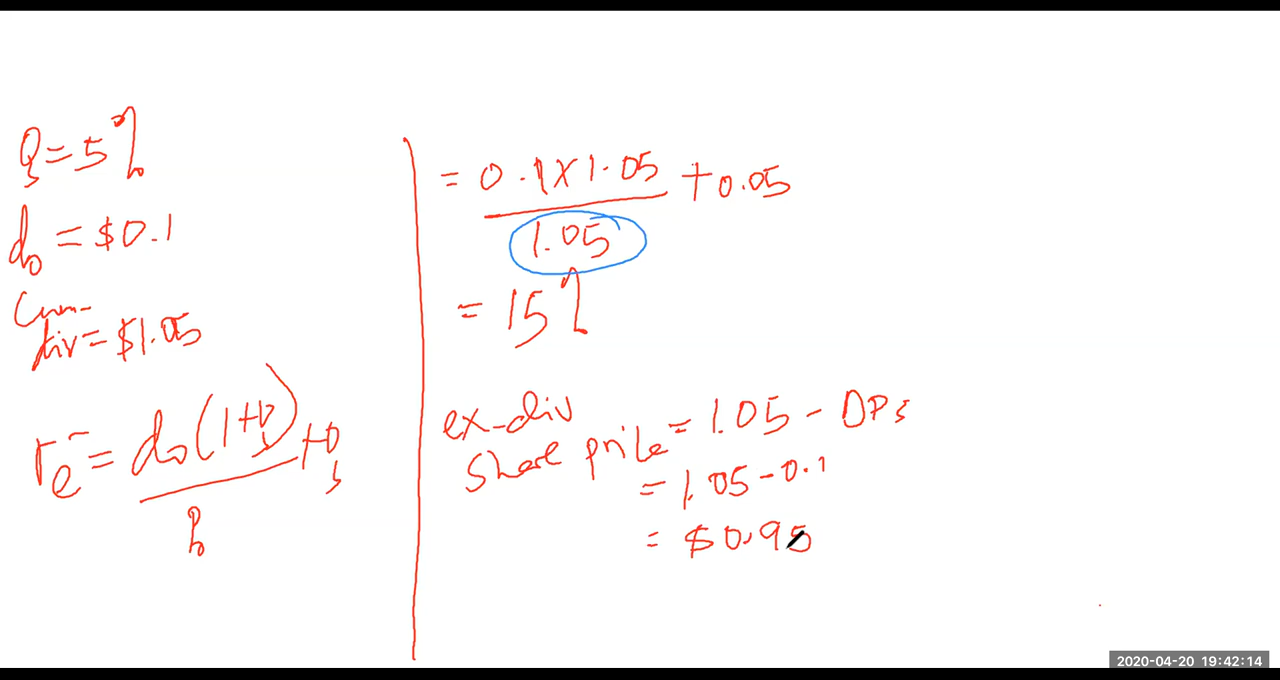 g = 5%
d₀ = $0.1
Cum-
div = $1.05
rₑ = d₀(1+g)/P₀ + g
= 0.1 x 1.05/1.05 + 0.05
= 15%
ex-div
share price = 1.05 - DPS
= 1.05 - 0.1
= $0.95
2020-04-20 19:42:14